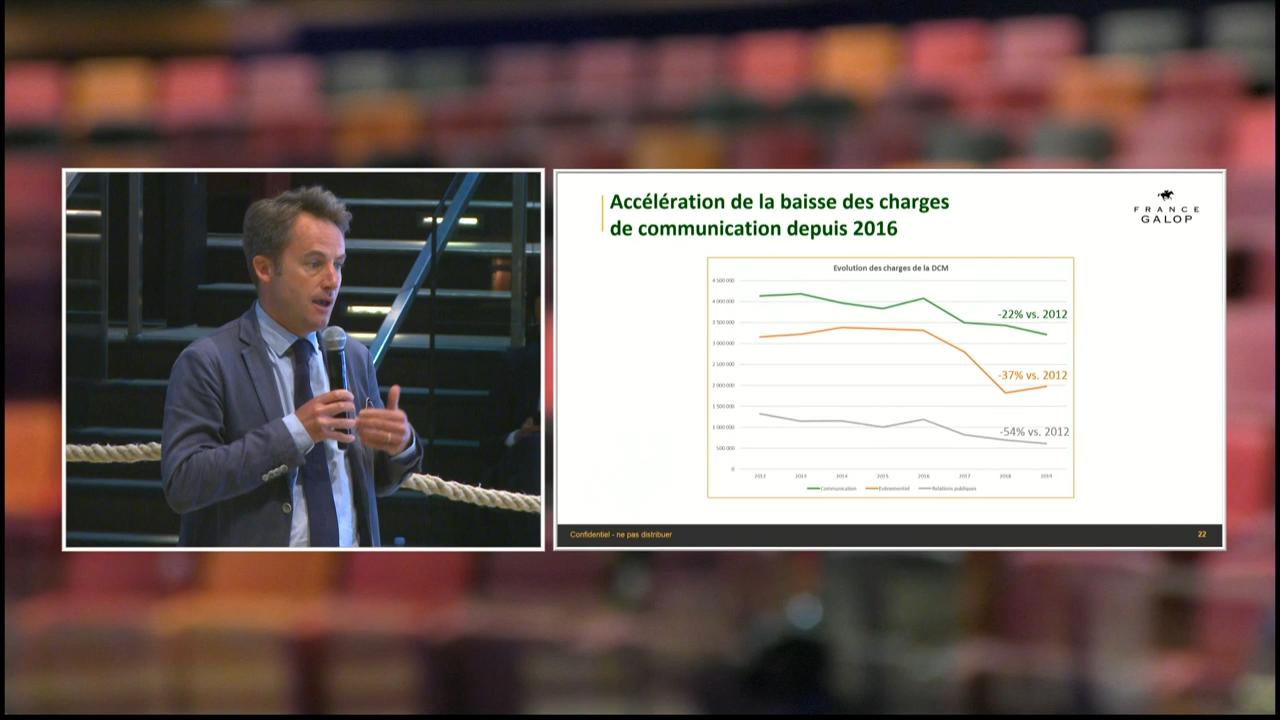 Accélération de la baisse des charges
de communication depuis 2016
FRANCE
GALOP
Evolution des charges de la DCM
4 500 000
4 000 000
3 500 000
3 000 000
2 500 000
2 000 000
1 500 000
1 000 000
500 000
0
-22% vs. 2012
-37% vs. 2012
-54% vs. 2012
2012 2013 2014 2015 2016 2017 2018 2019
Communication Evénementiel Relations publiques
Confidentiel - ne pas distribuer
22